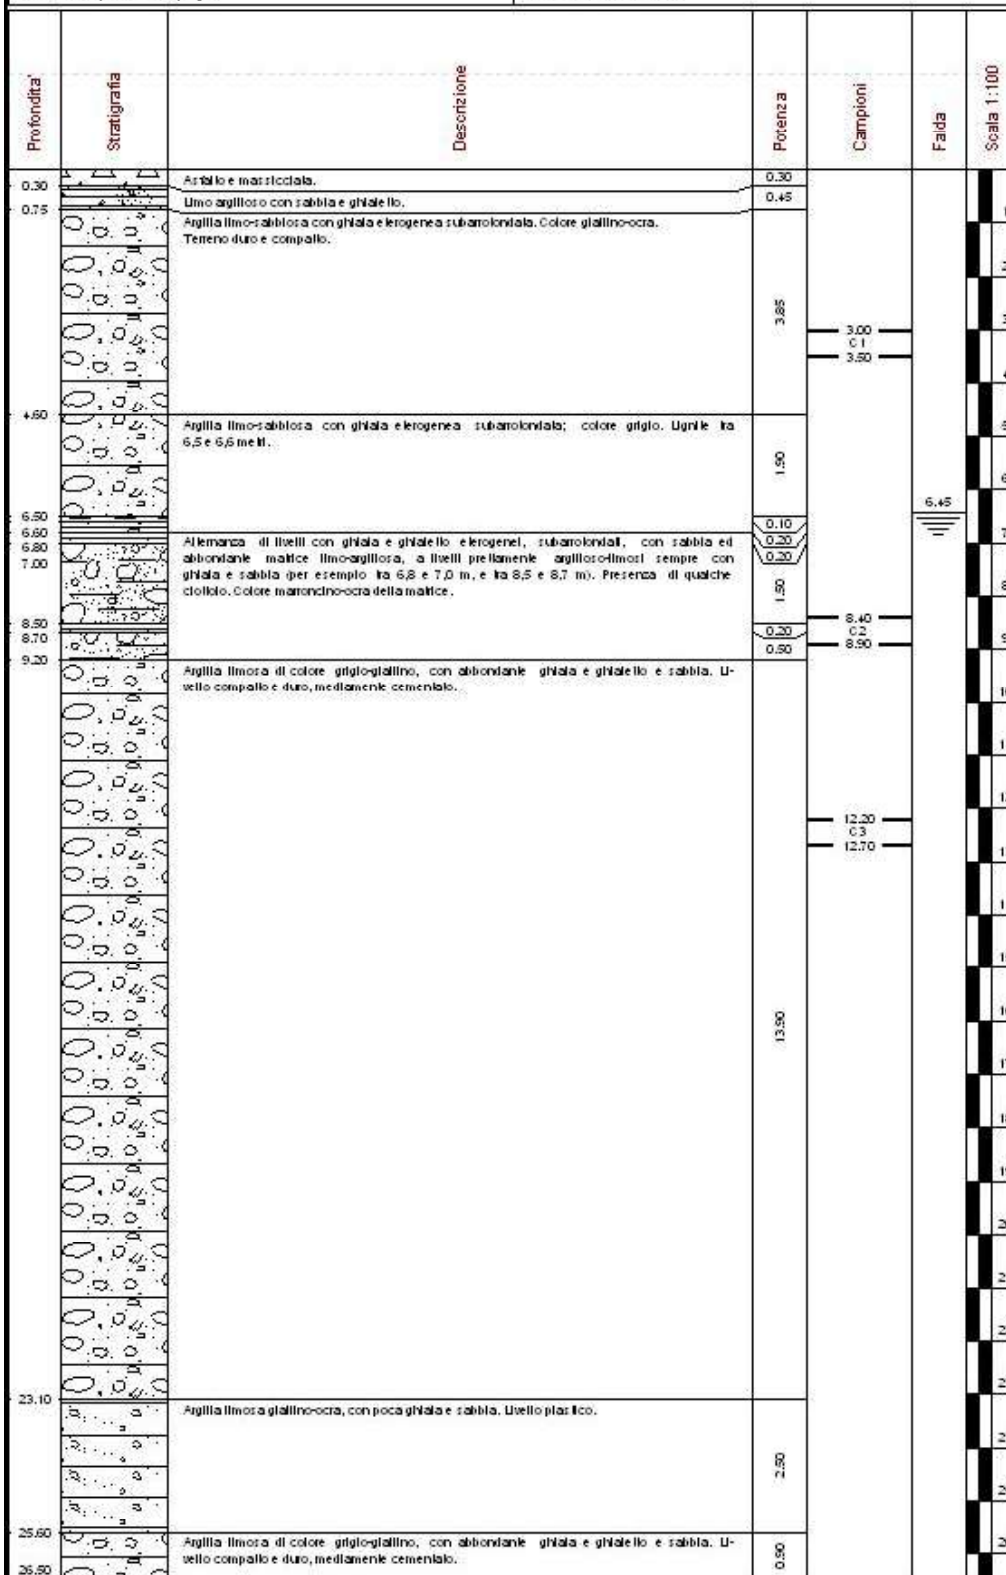 Profondita'
Stratigrafia
Descrizione
Potenza
Campioni
Falda
Scala 1:100
0.30
Asfalto e massicciata.
0.30
0.75
Limo argilloso con sabbia e ghiaietto.
0.45
Argilla limo-sabbiosa con ghiaia eterogenea subarrotondata. Colore giallino-ocra.
Terreno duro e compatto.
3.85
3.00
C1
3.50
4.60
Argilla limo-sabbiosa con ghiaia eterogenea subarrotondata; colore grigio. Lignite tra
6,5 e 6,6 metri.
1.90
6.45
6.50
0.10
6.60
6.80
7.00
Alternanza di livelli con ghiaia e ghiaietto eterogenei, subarrotondati, con sabbia ed
abbondante matrice limo-argillosa, a livelli prettamente argilloso-limosi sempre con
ghiaia e sabbia (per esempio tra 6,8 e 7,0 m, e tra 8,5 e 8,7 m). Presenza di qualche
ciottolo. Colore marroncino-ocra della matrice.
0.20
0.20
1.50
8.50
8.70
0.20
0.50
8.40
C2
8.90
9.20
Argilla limosa di colore grigio-giallino, con abbondante ghiaia e ghiaietto e sabbia. Li-
vello compatto e duro, mediamente cementato.
12.20
C3
12.70
13.90
23.10
Argilla limosa giallino-ocra, con poca ghiaia e sabbia. Livello plastico.
2.50
25.60
Argilla limosa di colore grigio-giallino, con abbondante ghiaia e ghiaietto e sabbia. Li-
vello compatto e duro, mediamente cementato.
0.90
26.50